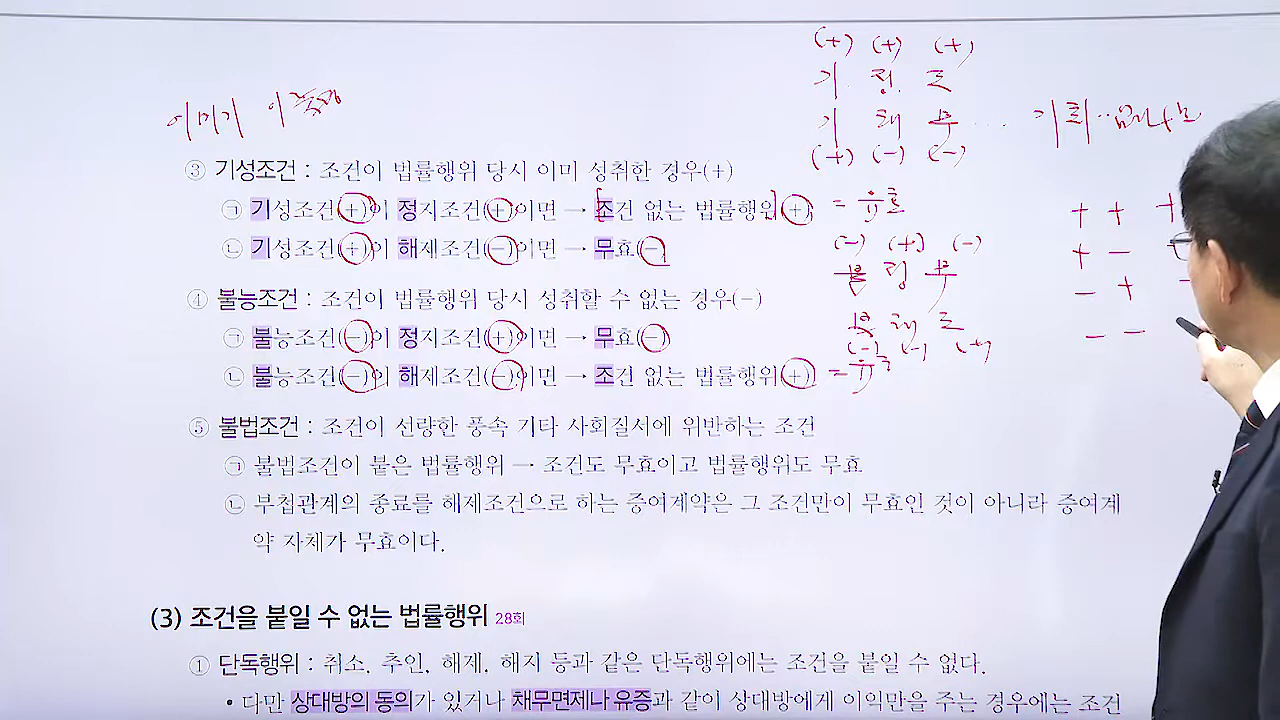 (+) (+) (+)
기 정 조
이미 이루어
기 해 무 ...
(+) (-) (-)
③ 기성조건 : 조건이 법률행위 당시 이미 성취한 경우(+)
㉠ 기성조건(+)이 정지조건(+)이면 → 조건 없는 법률행위(+) = 유효
+ + +
㉡ 기성조건(+)이 해제조건(-)이면 → 무효(-)
(-) (+) (-)
+ -
불 정 무
④ 불능조건 : 조건이 법률행위 당시 성취할 수 없는 경우(-)
- + -
㉠ 불능조건(-)이 정지조건(+)이면 → 무효(-)
불 해 조
- -
(-) (-) (+)
㉡ 불능조건(-)이 해제조건(-)이면 → 조건 없는 법률행위(+) = 유효
⑤ 불법조건 : 조건이 선량한 풍속 기타 사회질서에 위반하는 조건
㉠ 불법조건이 붙은 법률행위 → 조건도 무효이고 법률행위도 무효
㉡ 부첩관계의 종료를 해제조건으로 하는 증여계약은 그 조건만이 무효인 것이 아니라 증여계
약 자체가 무효이다.
(3) 조건을 붙일 수 없는 법률행위 28회
① 단독행위 : 취소, 추인, 해제, 해지 등과 같은 단독행위에는 조건을 붙일 수 없다.
• 다만 상대방의 동의가 있거나 채무면제나 유증과 같이 상대방에게 이익만을 주는 경우에는 조건